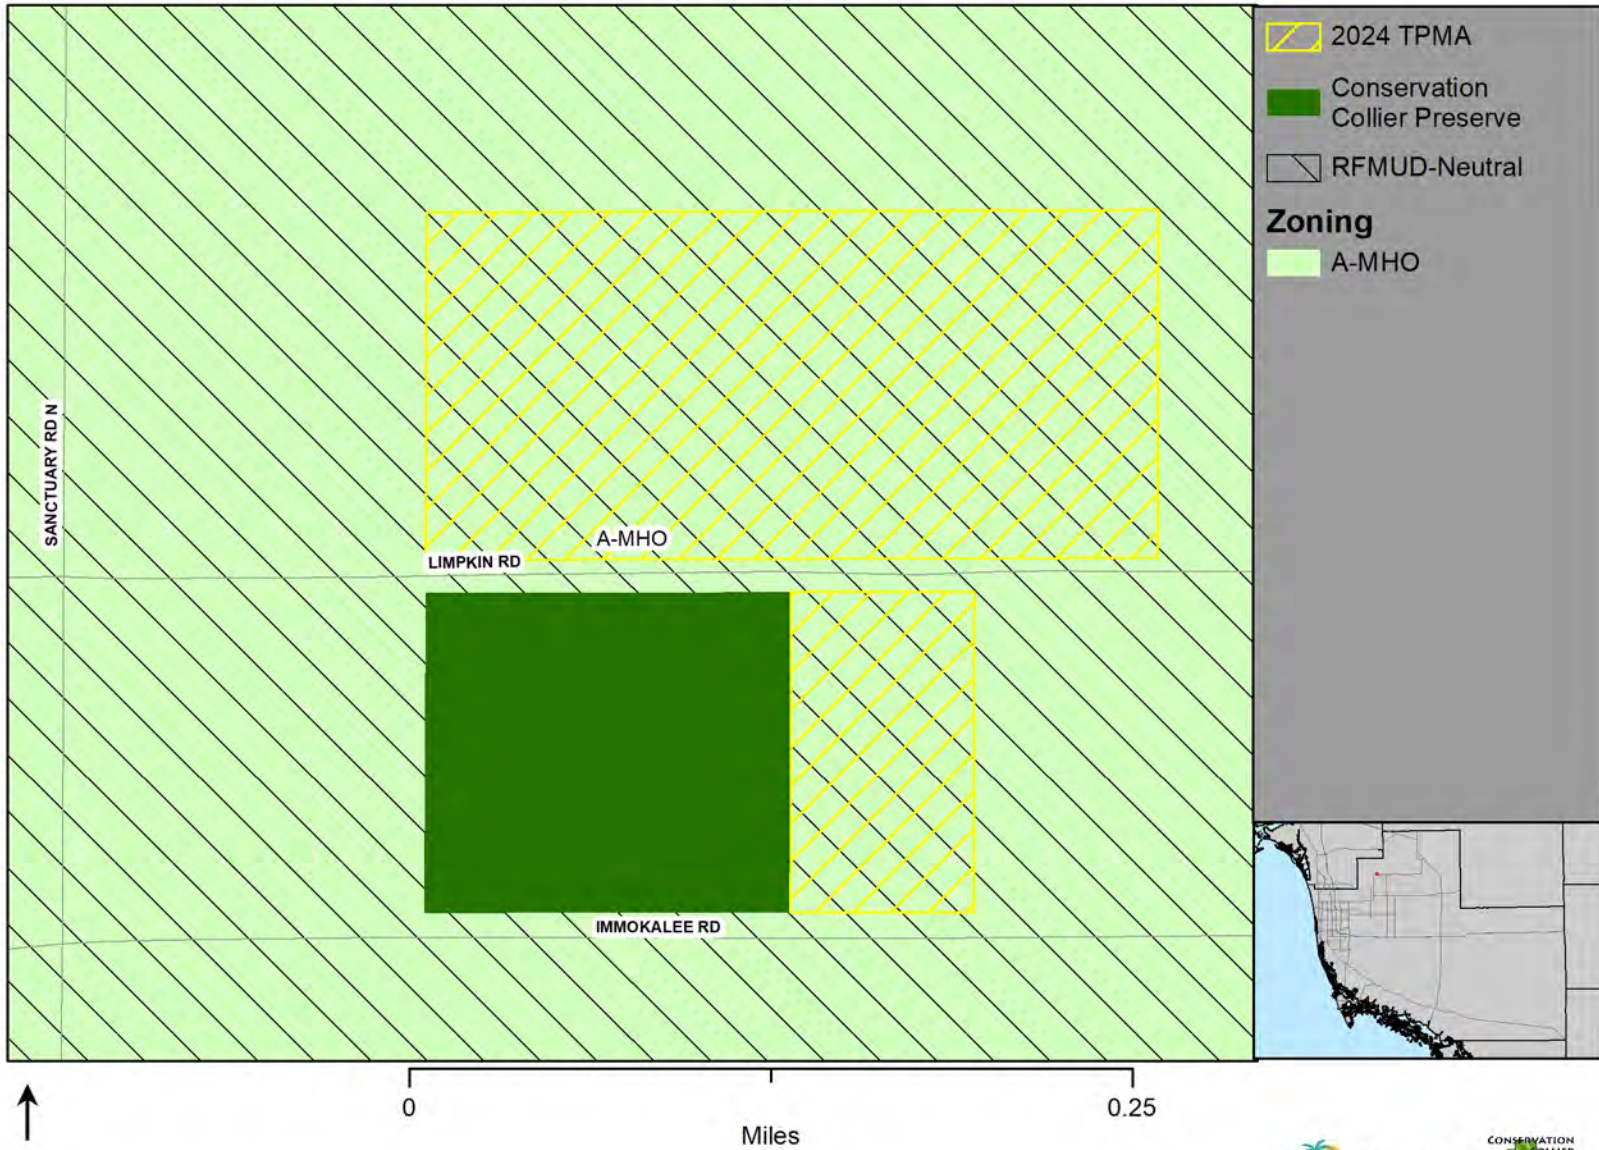 2024 TPMA
Conservation
Collier Preserve
RFMUD-Neutral
Zoning
A-MHO
SANCTUARY RD N
A-MHO
LIMPKIN RD
IMMOKALEE RD
0
0.25
Miles
CONSERVATION